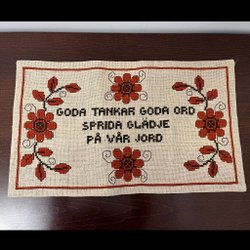 GODA TANKAR GODA ORD
SPRIDA GLÄDJE
PÅ VÅR JORD